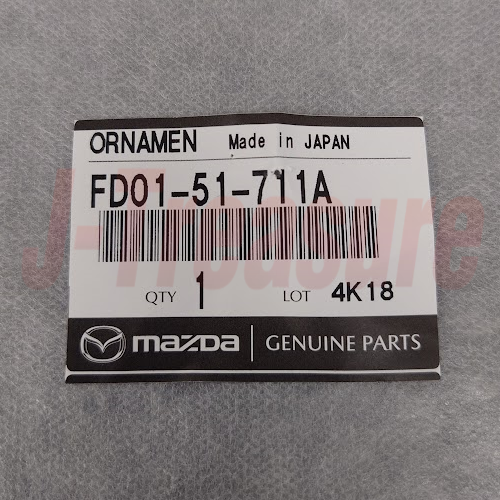 ORNAMEN Made in JAPAN
FD01-51-711A
J-Treasure
QTY 1 LOT 4K18
mazda | GENUINE PARTS